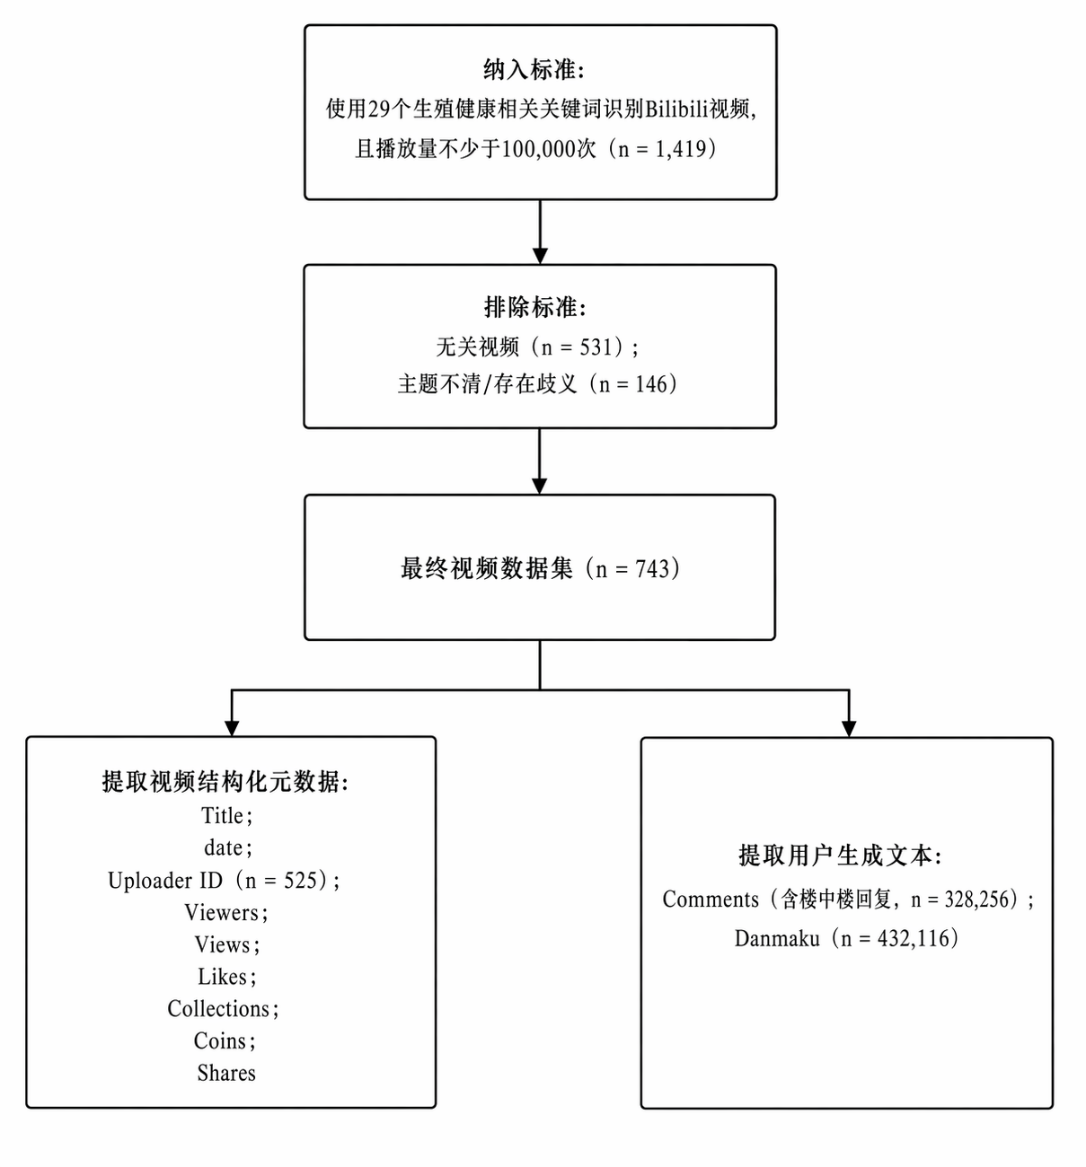 纳入标准：
使用29个生殖健康相关关键词识别Bilibili视频，
且播放量不少于100,000次（n = 1,419）
排除标准：
无关视频（n = 531）；
主题不清/存在歧义（n = 146）
最终视频数据集（n = 743）
提取视频结构化元数据：
Title；
date；
Uploader ID（n = 525）；
Viewers；
Views；
Likes；
Collections；
Coins；
Shares
提取用户生成文本：
Comments（含楼中楼回复，n = 328,256）；
Danmaku（n = 432,116）